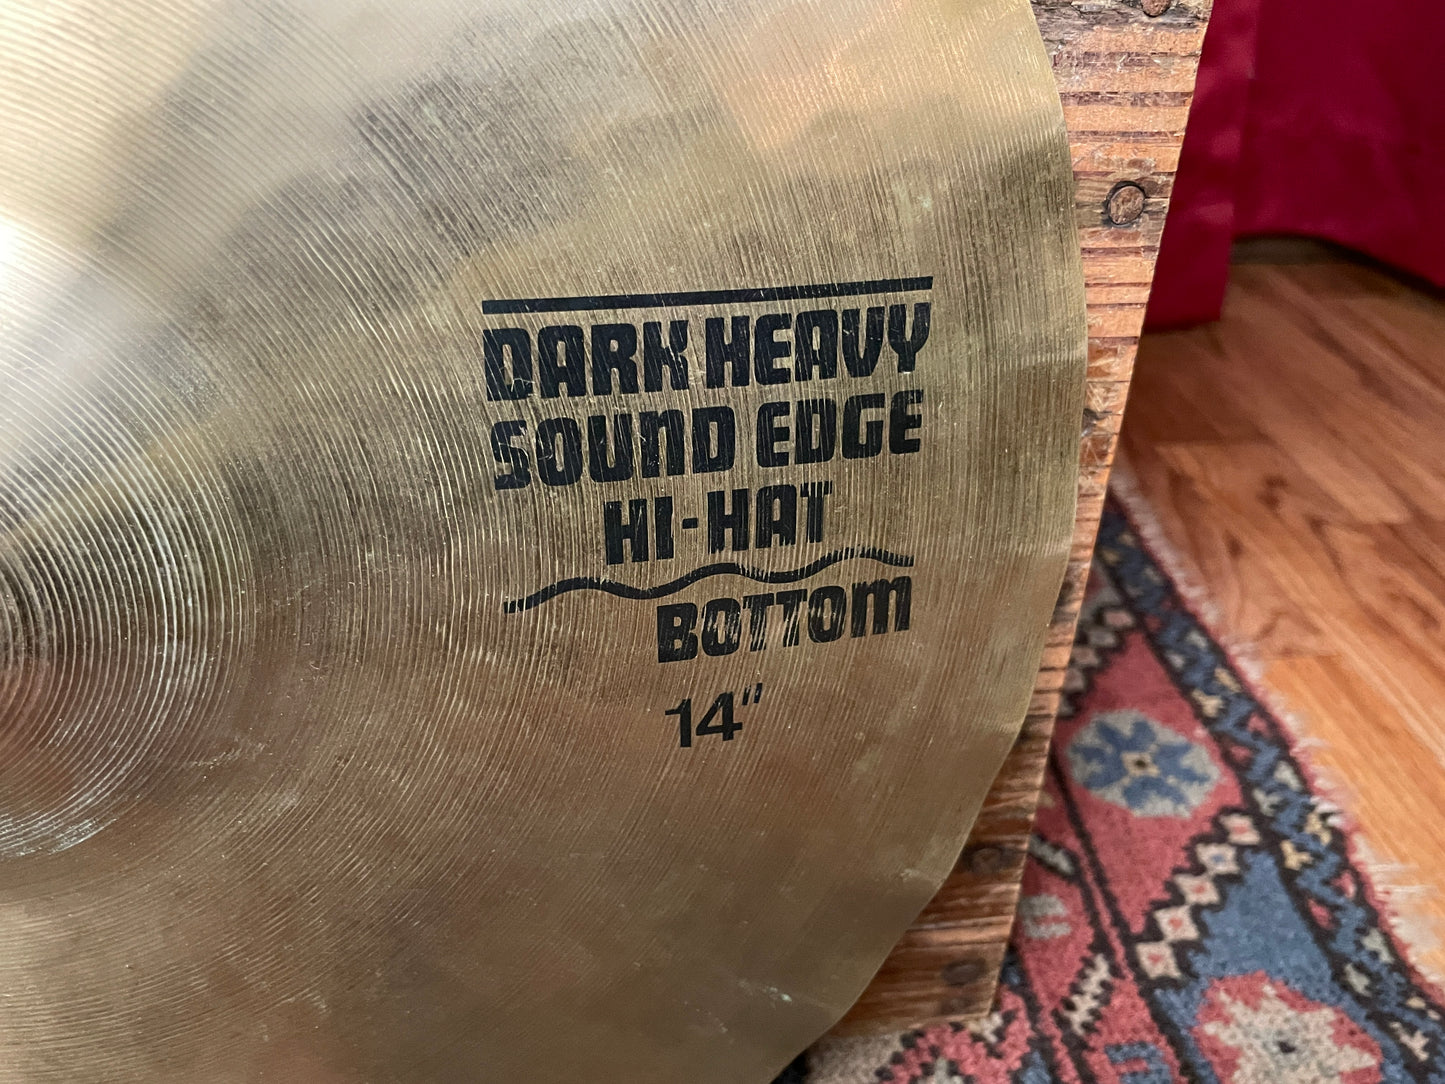 DARK HEAVY
SOUND EDGE
HI-HAT
BOTTOM
14"